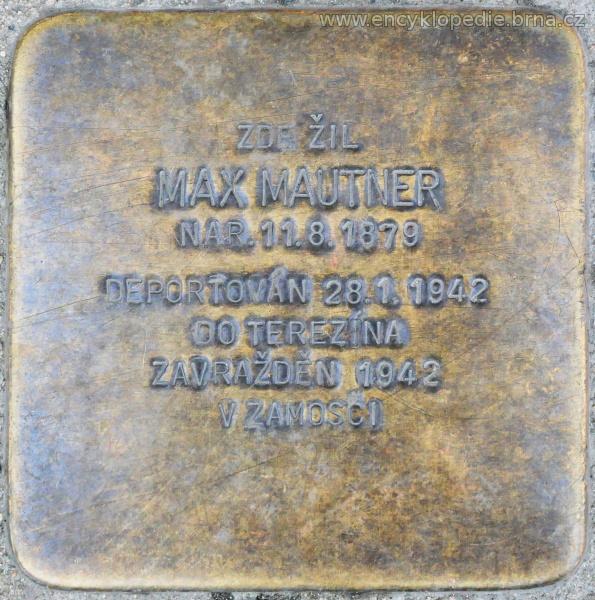 www.encyklopedie.brna.cz
ZDE ŽIL
MAX MAUTNER
NAR. 11. 8. 1879
DEPORTOVÁN 28. 1. 1942
DO TEREZÍNA
ZAVRAŽDĚN 1942
V ZAMOŠČI